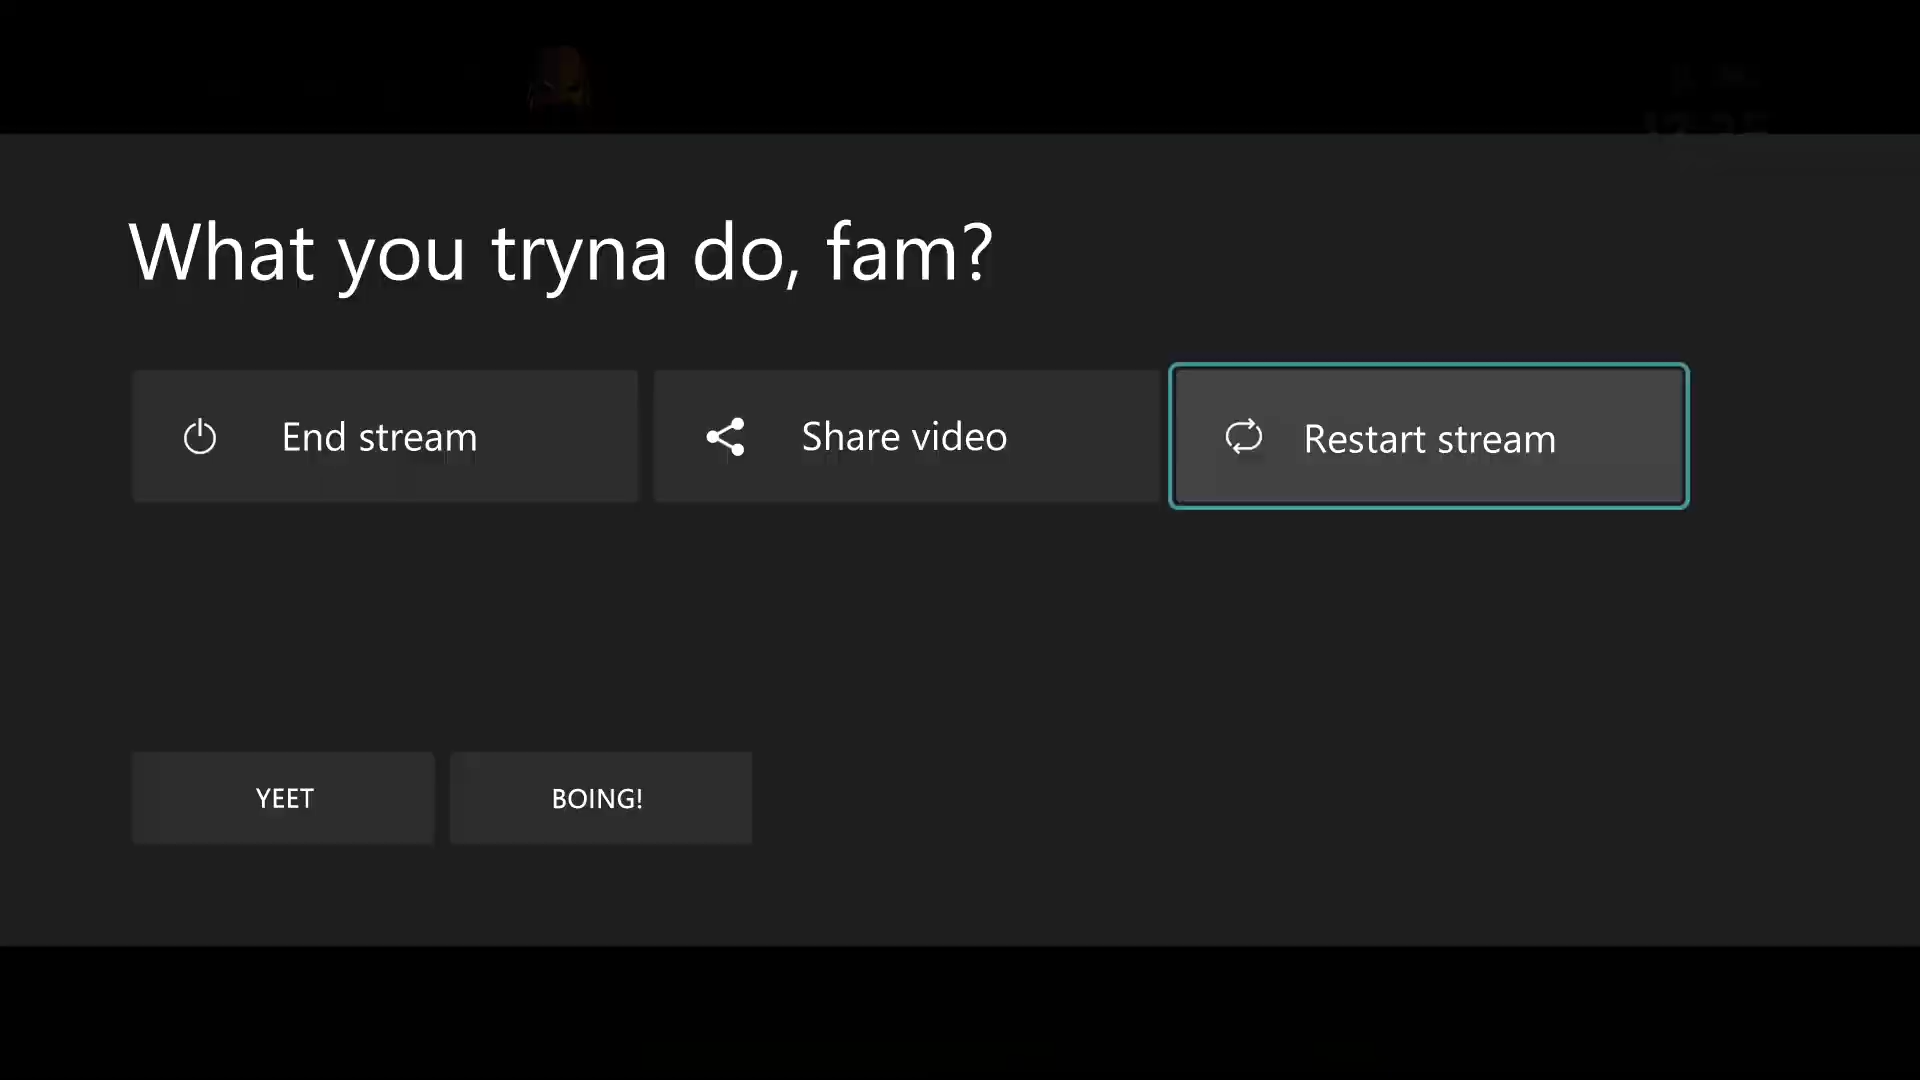 What you tryna do, fam?
End stream
Share video
Restart stream
YEET
BOING!